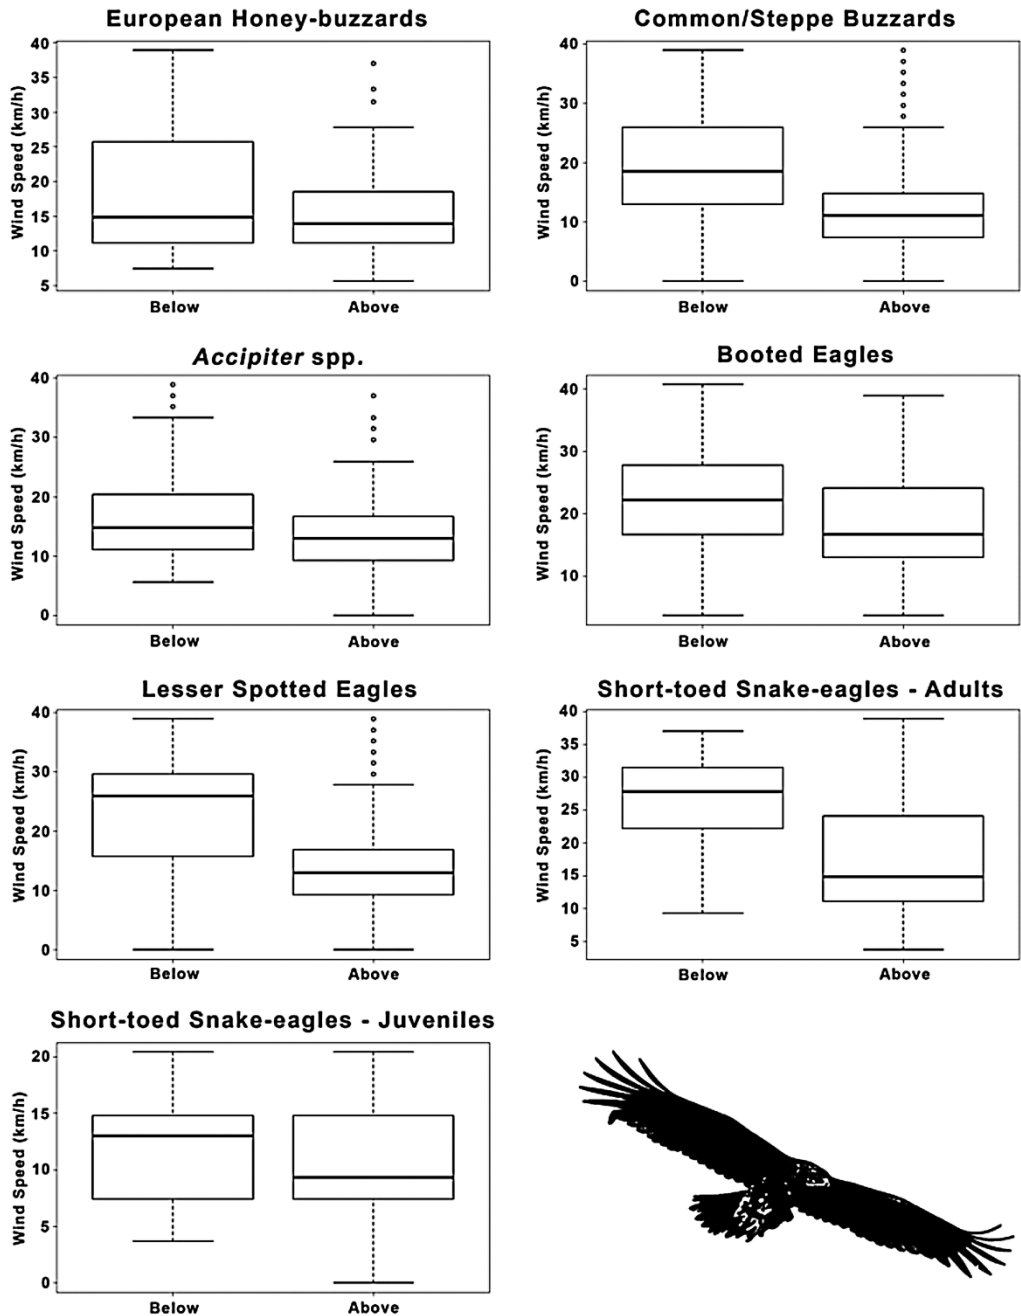 European Honey-buzzards
Wind Speed (km/h)
40
35
30
25
20
15
10
5
Below
Above
Common/Steppe Buzzards
Wind Speed (km/h)
40
30
20
10
0
Below
Above
Accipiter spp.
Wind Speed (km/h)
40
30
20
10
0
Below
Above
Booted Eagles
Wind Speed (km/h)
40
30
20
10
Below
Above
Lesser Spotted Eagles
Wind Speed (km/h)
40
30
20
10
0
Below
Above
Short-toed Snake-eagles - Adults
Wind Speed (km/h)
40
35
30
25
20
15
10
5
Below
Above
Short-toed Snake-eagles - Juveniles
Wind Speed (km/h)
20
15
10
5
0
Below
Above